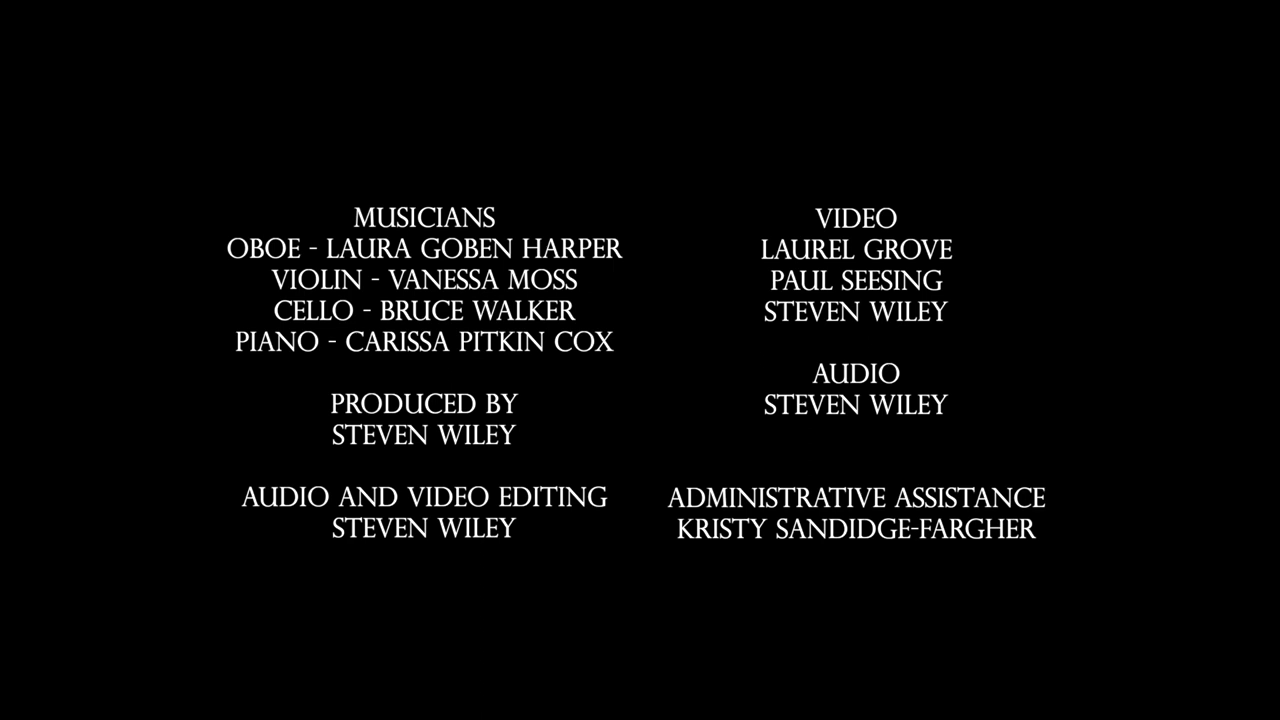 MUSICIANS
OBOE - LAURA GOBEN HARPER
VIOLIN - VANESSA MOSS
CELLO - BRUCE WALKER
PIANO - CARISSA PITKIN COX
PRODUCED BY
STEVEN WILEY
AUDIO AND VIDEO EDITING
STEVEN WILEY
VIDEO
LAUREL GROVE
PAUL SEESING
STEVEN WILEY
AUDIO
STEVEN WILEY
ADMINISTRATIVE ASSISTANCE
KRISTY SANDIDGE-FARGHER